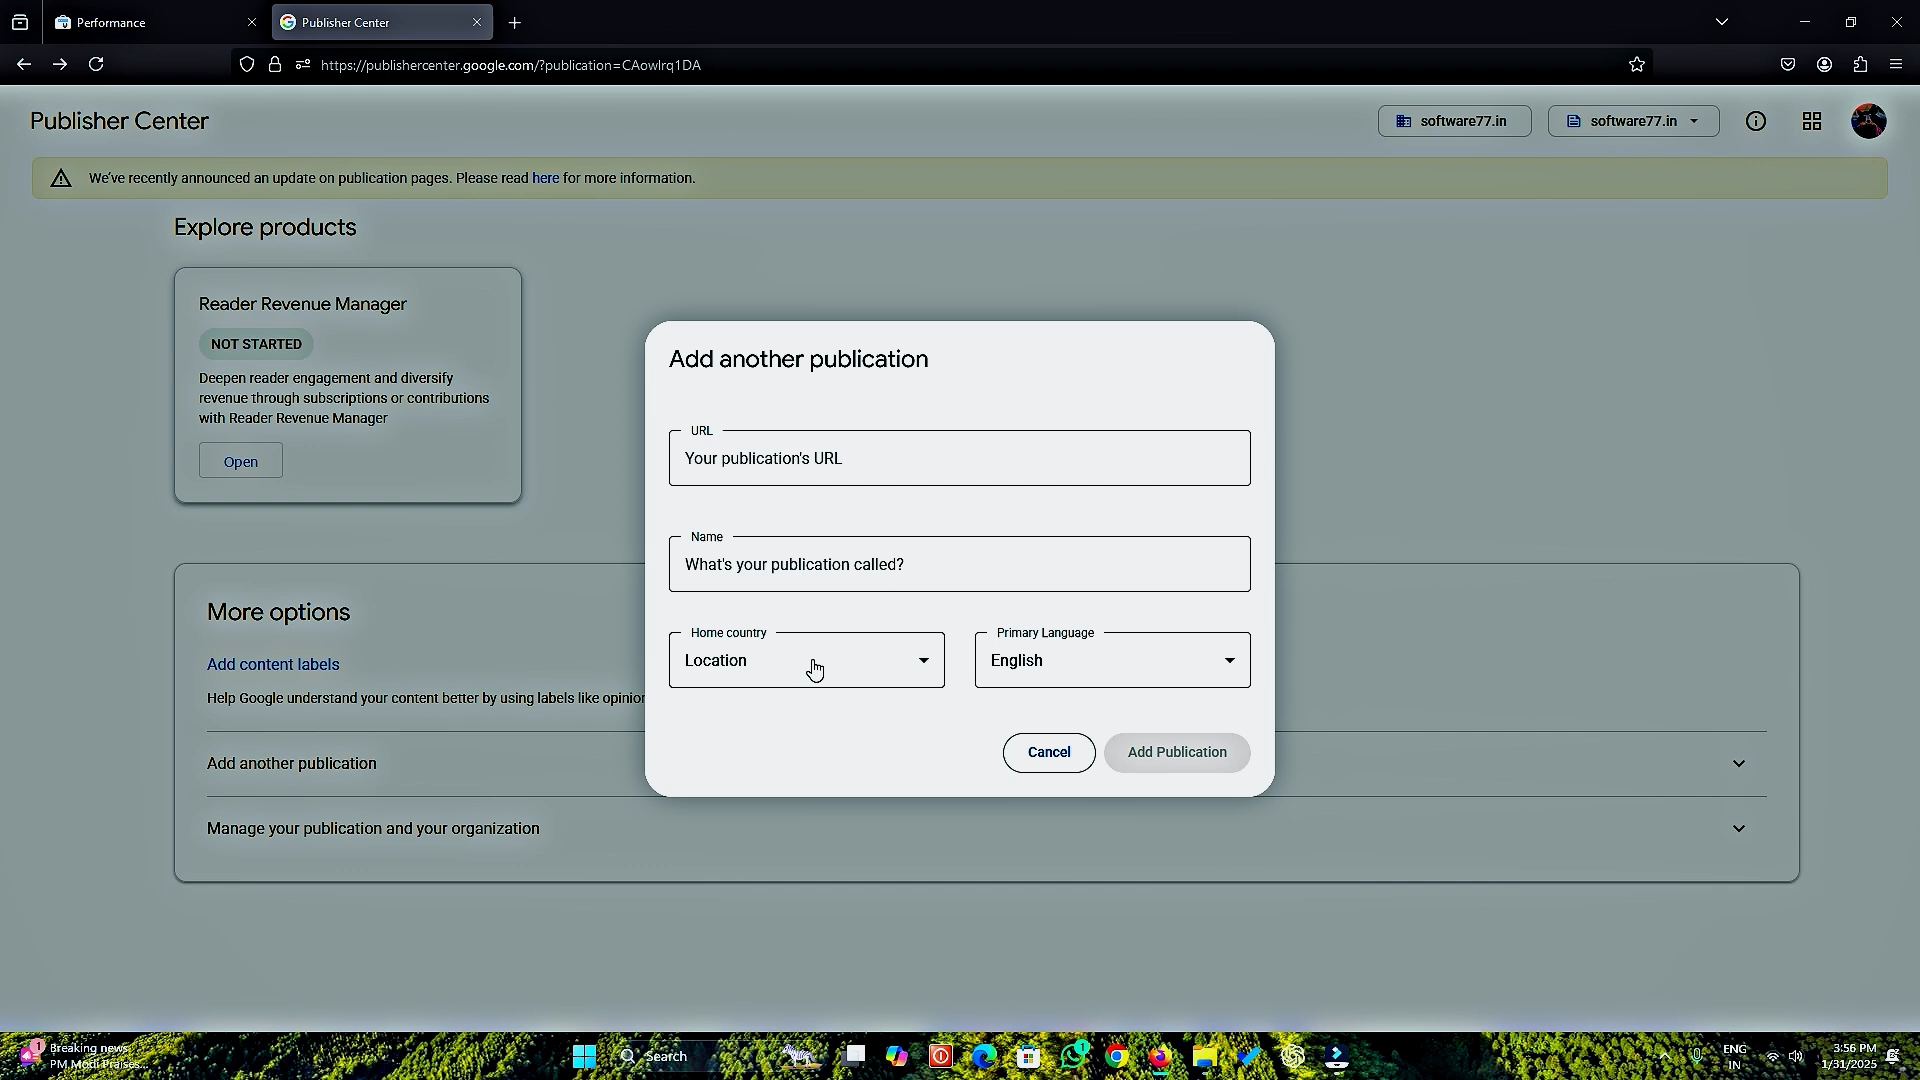 Performance
Publisher Center
https://publishercenter.google.com/?publication=CAowlrq1DA
Publisher Center
software77.in
software77.in
We've recently announced an update on publication pages. Please read here for more information.
Explore products
Reader Revenue Manager
NOT STARTED
Deepen reader engagement and diversify
revenue through subscriptions or contributions
with Reader Revenue Manager
Open
Add another publication
URL
Your publication's URL
Name
What's your publication called?
Home country
Location
Primary Language
English
Cancel
Add Publication
More options
Add content labels
Help Google understand your content better by using labels like opinion
Add another publication
Manage your publication and your organization
1
Breaking news
PM Modi Praises...
Search
1
ENG
IN
3:56 PM
1/31/2025